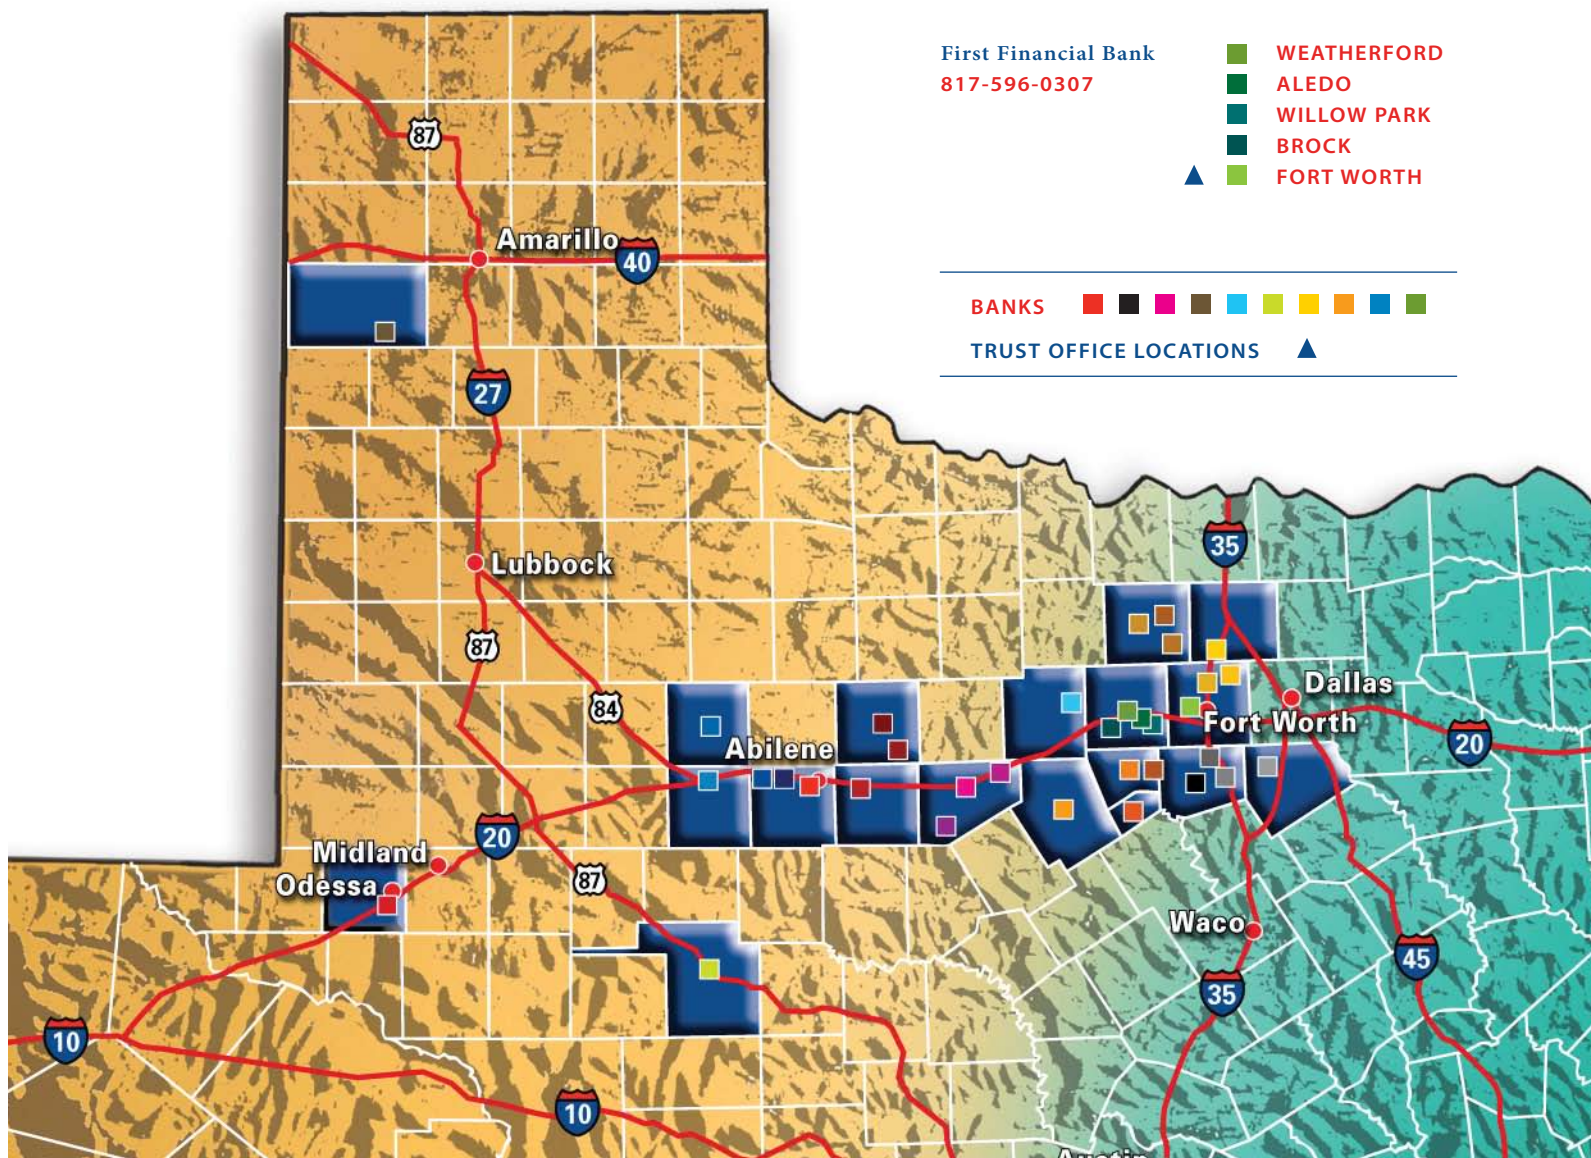 First Financial Bank
817-596-0307
WEATHERFORD
ALEDO
WILLOW PARK
BROCK
FORT WORTH
BANKS
TRUST OFFICE LOCATIONS
87
Amarillo
40
27
35
Lubbock
87
84
Dallas
Fort Worth
20
Abilene
20
Midland
Odessa
87
Waco
45
35
10
10
Austin